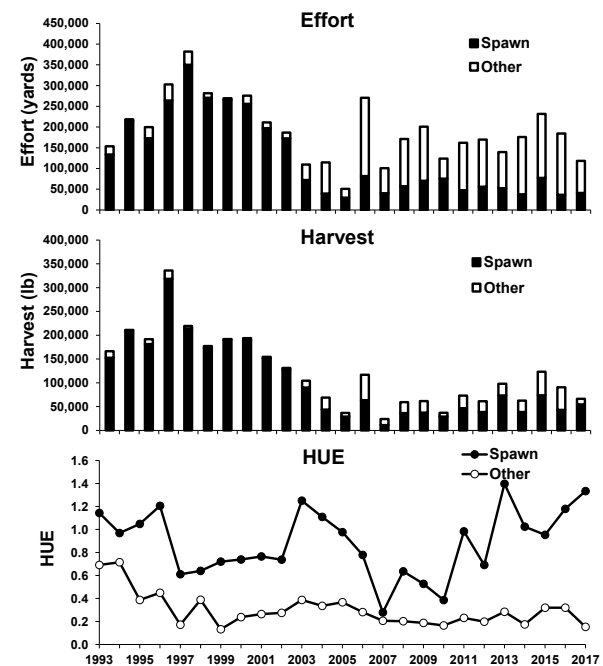 Effort
450,000
400,000
350,000
300,000
250,000
200,000
150,000
100,000
50,000
0
Effort (yards)
Spawn
Other
Harvest
400,000
350,000
300,000
250,000
200,000
150,000
100,000
50,000
0
Harvest (lb)
Spawn
Other
HUE
1.6
1.4
1.2
1.0
0.8
0.6
0.4
0.2
0.0
HUE
Spawn
Other
1993 1995 1997 1999 2001 2003 2005 2007 2009 2011 2013 2015 2017